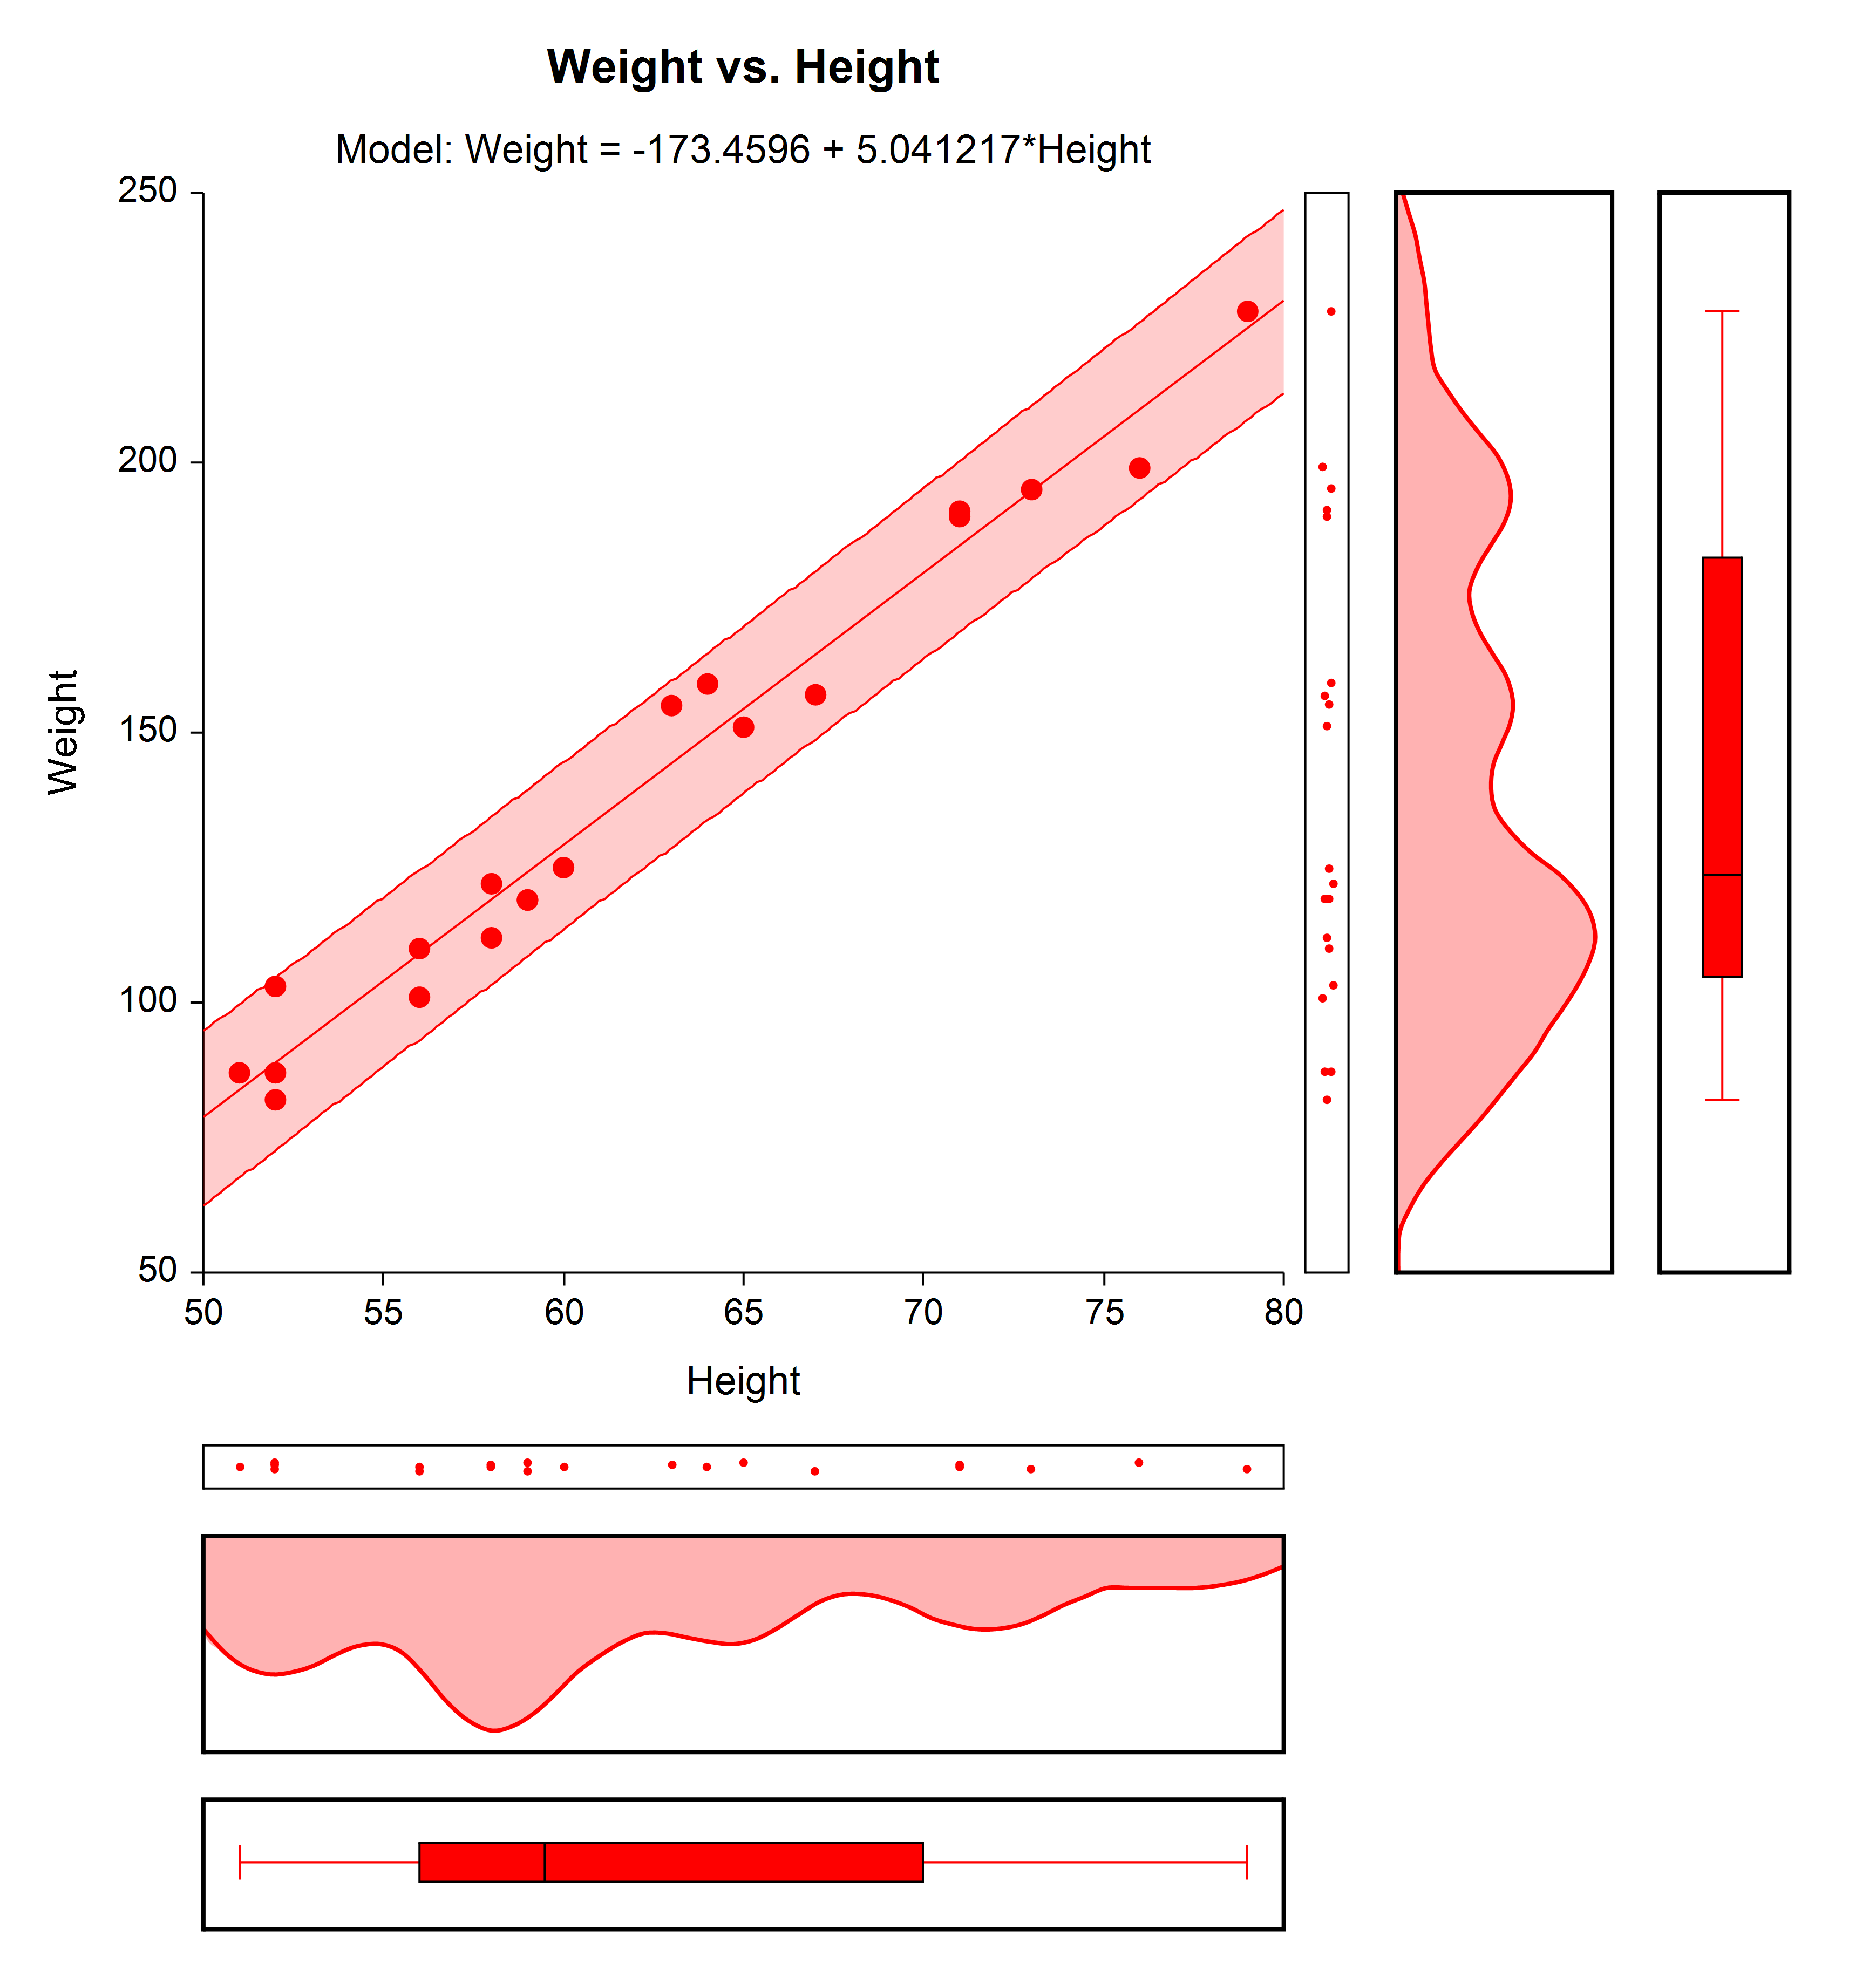 Weight vs. Height
Model: Weight = -173.4596 + 5.041217*Height
250
200
150
100
50
Weight
50 55 60 65 70 75 80
Height